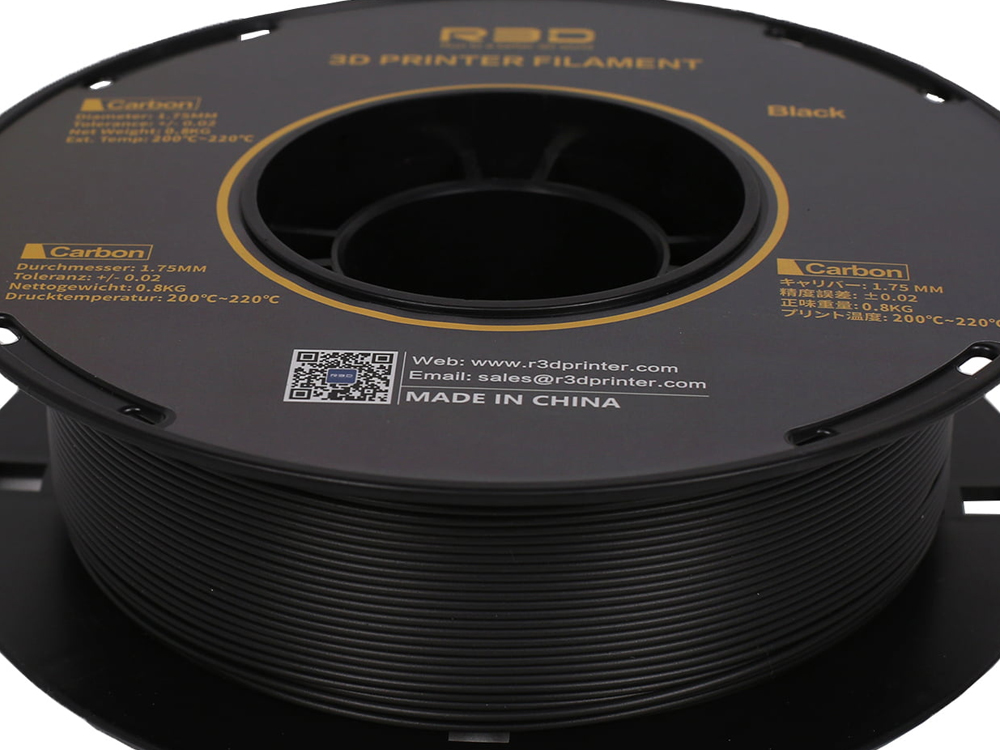 R3D
3D PRINTER FILAMENT
Black
Carbon
Diameter: 1.75MM
Tolerance: +/- 0.02
Net Weight: 0.8KG
Ext. Temp: 200℃~220℃
Carbon
Durchmesser: 1.75MM
Toleranz: +/- 0.02
Nettogewicht: 0.8KG
Drucktemperatur: 200℃~220℃
Carbon
キャリバー: 1.75 MM
精度誤差: ±0.02
正味重量: 0.8KG
プリント温度: 200℃~220℃
R3D
Web: www.r3dprinter.com
Email: sales@r3dprinter.com
MADE IN CHINA